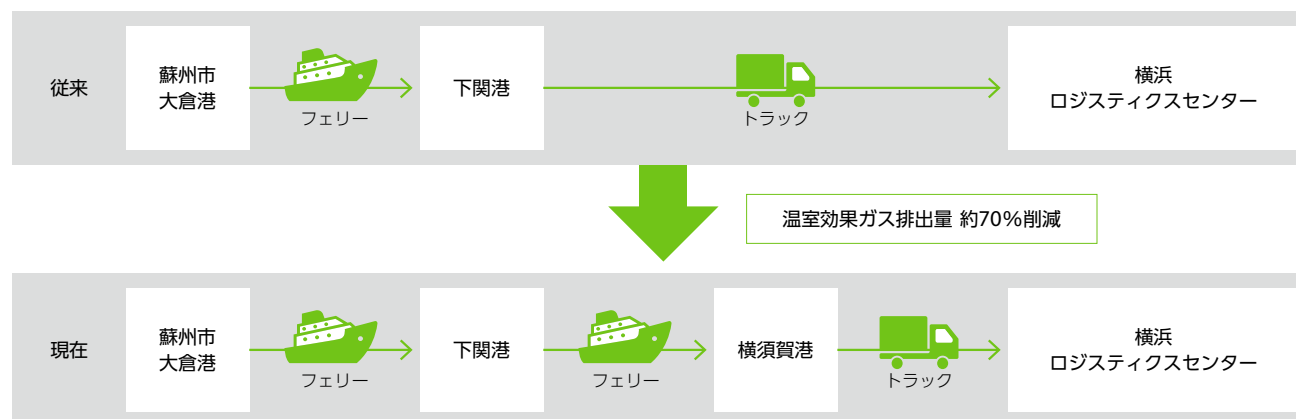 従来
蘇州市
大倉港
フェリー
下関港
トラック
横浜
ロジスティクスセンター
温室効果ガス排出量 約70%削減
現在
蘇州市
大倉港
フェリー
下関港
フェリー
横須賀港
トラック
横浜
ロジスティクスセンター